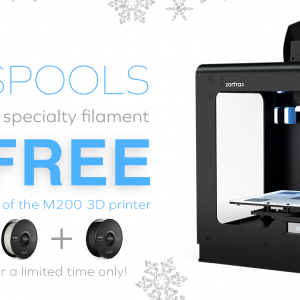 SPOOLS
specialty filament
FREE
of the M200 3D printer
+
r a limited time only!
zortrax